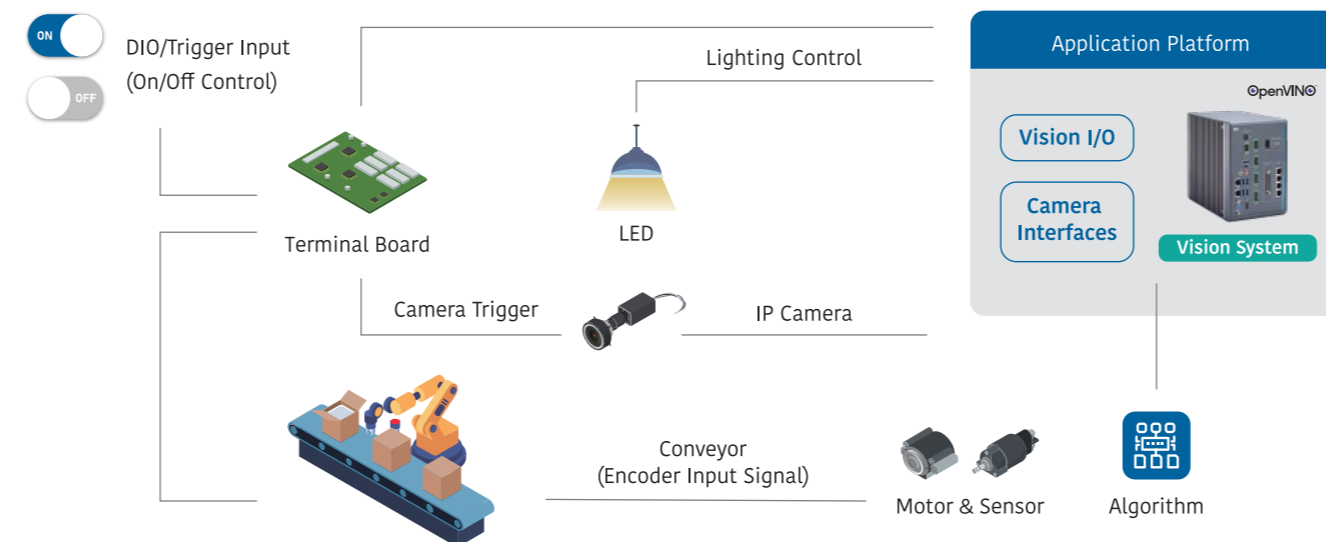 ON
OFF
DIO/Trigger Input
(On/Off Control)
Lighting Control
Application Platform
OpenVINO
Vision I/O
Camera
Interfaces
Vision System
Terminal Board
LED
Camera Trigger
IP Camera
Conveyor
(Encoder Input Signal)
Motor & Sensor
Algorithm